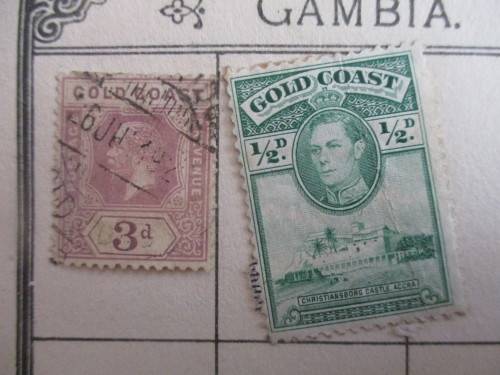 GAMBIA.
GOLD COAST
REVENUE
3d
GOLD COAST
1/2D. 1/2D.
CHRISTIANSBORG CASTLE, ACCRA